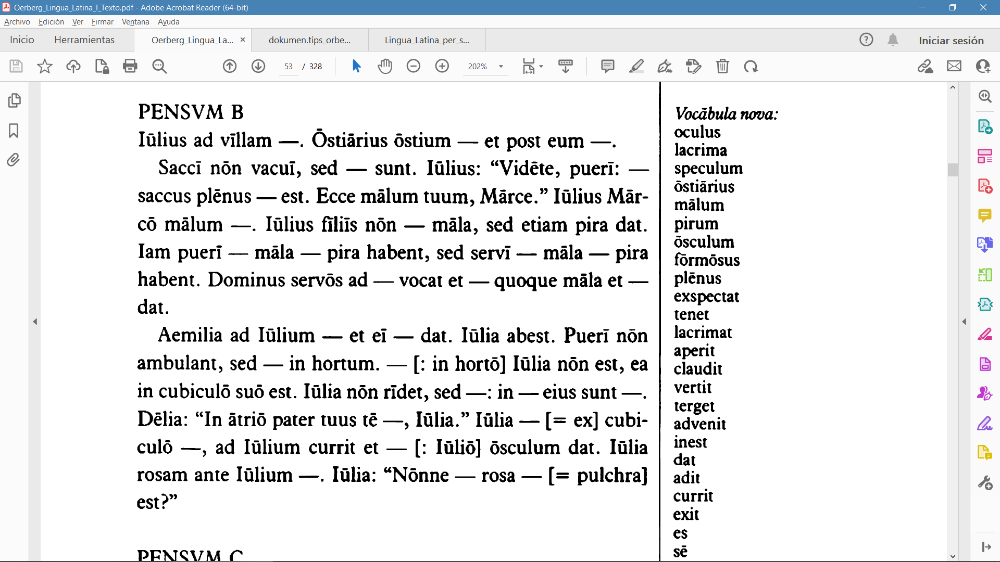 Oerberg_Lingua_Latina_I_Texto.pdf - Adobe Acrobat Reader (64-bit)
Archivo Edición Ver Firmar Ventana Ayuda
Inicio Herramientas Oerberg_Lingua_La... × dokumen.tips_orbe... Lingua_Latina_per_s... Iniciar sesión
53 / 328 202%
PENSVM B
Iūlius ad vīllam —. Ōstiārius ōstium — et post eum —.
Saccī nōn vacuī, sed — sunt. Iūlius: “Vidēte, puerī: —
saccus plēnus — est. Ecce mālum tuum, Mārce.” Iūlius Mār-
cō mālum —. Iūlius fīliīs nōn — māla, sed etiam pira dat.
Iam puerī — māla — pira habent, sed servī — māla — pira
habent. Dominus servōs ad — vocat et — quoque māla et —
dat.
Aemilia ad Iūlium — et eī — dat. Iūlia abest. Puerī nōn
ambulant, sed — in hortum. — [: in hortō] Iūlia nōn est, ea
in cubiculō suō est. Iūlia nōn rīdet, sed —: in — eius sunt —.
Dēlia: “In ātriō pater tuus tē —, Iūlia.” Iūlia — [= ex] cubi-
culō —, ad Iūlium currit et — [: Iūliō] ōsculum dat. Iūlia
rosam ante Iūlium —. Iūlia: “Nōnne — rosa — [= pulchra]
est?”
PENSVM C
Vocābula nova:
oculus
lacrima
speculum
ōstiārius
mālum
pirum
ōsculum
fōrmōsus
plēnus
exspectat
tenet
lacrimat
aperit
claudit
vertit
terget
advenit
inest
dat
adit
currit
exit
es
sē